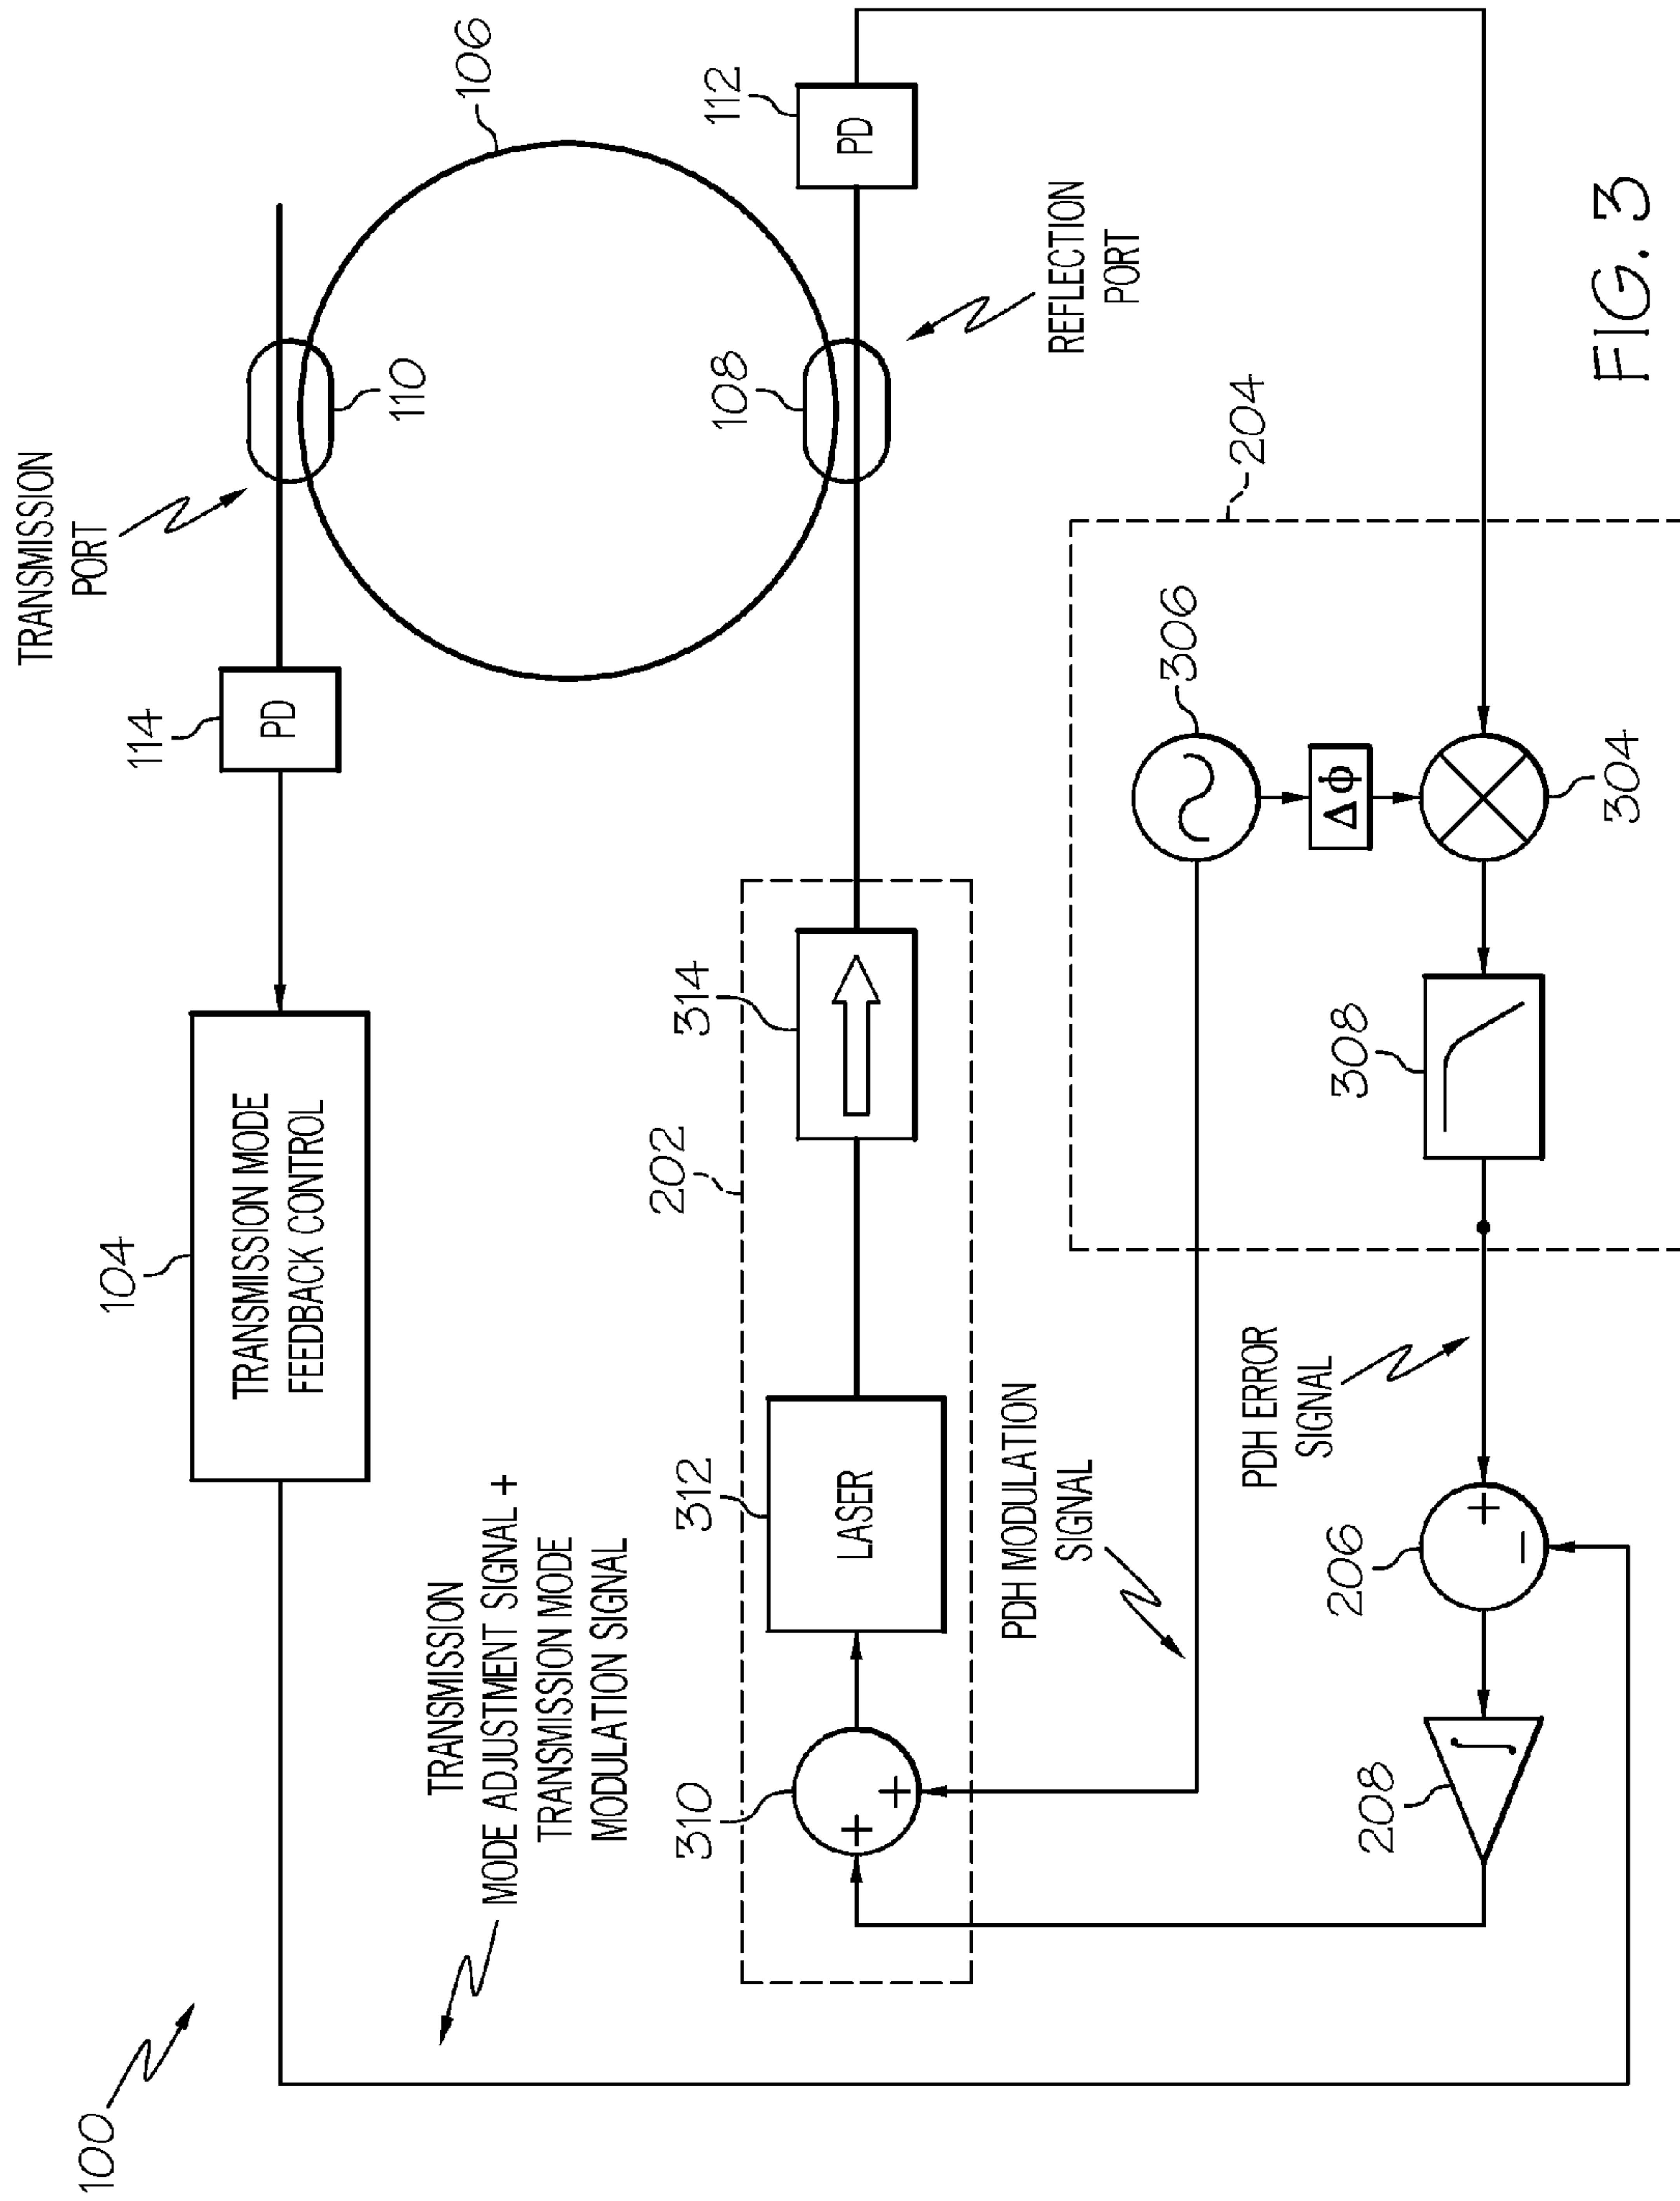 100
TRANSMISSION
MODE ADJUSTMENT SIGNAL +
TRANSMISSION MODE
MODULATION SIGNAL
104
TRANSMISSION MODE
FEEDBACK CONTROL
114
PD
TRANSMISSION
PORT
110
106
202
310
+
+
312
LASER
314
108
112
PD
REFLECTION
PORT
PDH MODULATION
SIGNAL
204
306
Δ Φ
304
308
PDH ERROR
SIGNAL
206
+
−
208
∫
FIG. 3